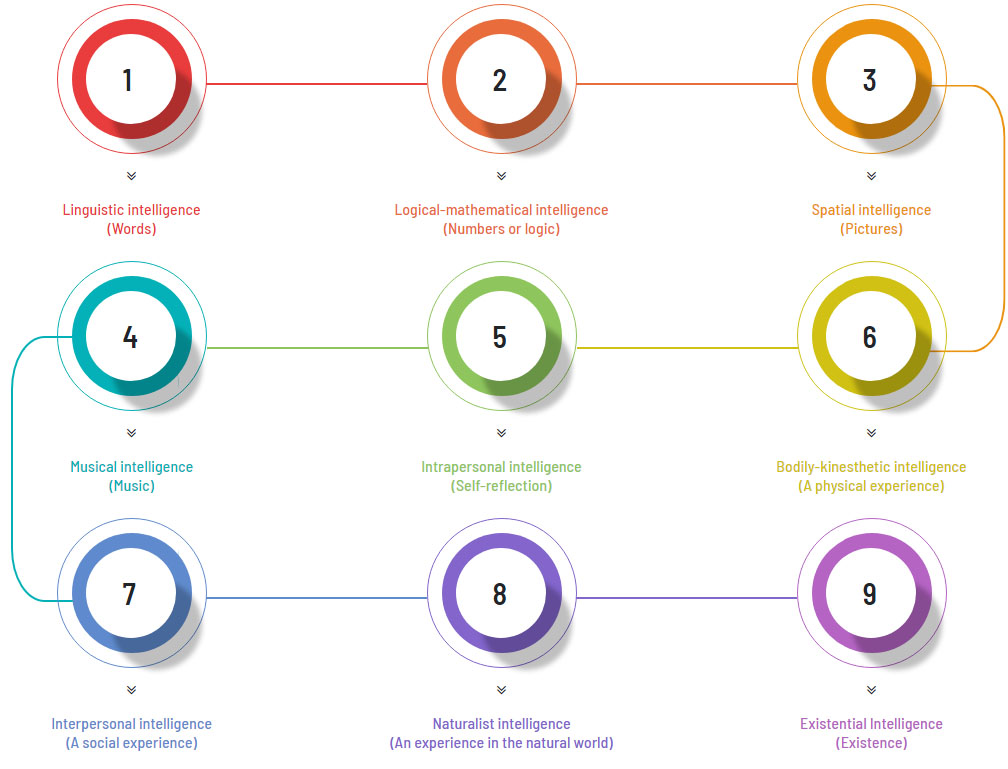 1
2
3
Linguistic intelligence
(Words)
Logical-mathematical intelligence
(Numbers or logic)
Spatial intelligence
(Pictures)
4
5
6
Musical intelligence
(Music)
Intrapersonal intelligence
(Self-reflection)
Bodily-kinesthetic intelligence
(A physical experience)
7
8
9
Interpersonal intelligence
(A social experience)
Naturalist intelligence
(An experience in the natural world)
Existential Intelligence
(Existence)